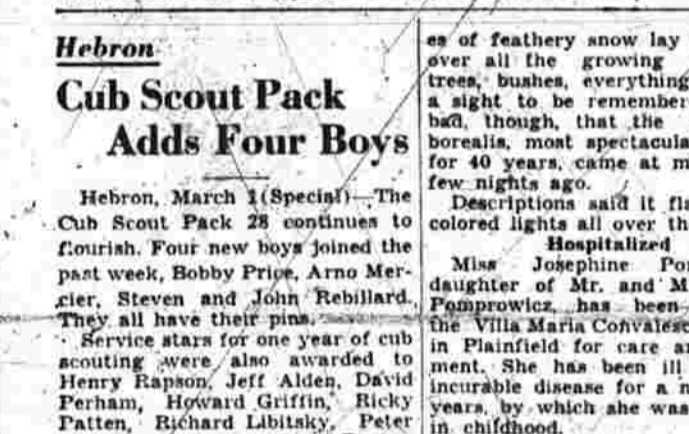 Hebron
Cub Scout Pack
Adds Four Boys
Hebron, March 1(Special)—The
Cub Scout Pack 28 continues to
flourish. Four new boys joined the
past week, Bobby Price, Arno Mer-
cier, Steven and John Rebillard.
They all have their pins.
Service stars for one year of cub
scouting were also awarded to
Henry Rapson, Jeff Alden, David
Perham, Howard Griffin, Ricky
Patten, Richard Libitsky, Peter
es of feathery snow lay
over all the growing
trees, bushes, everything
a sight to be remember
bad, though, that the
borealis, most spectacula
for 40 years, came at m
few nights ago.
Descriptions said it fla
colored lights all over th
Hospitalized
Miss Josephine Po
daughter of Mr. and M
Pomprowicz, has been
the Villa Maria Convalesc
in Plainfield for care a
ment. She has been ill
incurable disease for a n
years, by which she was
in childhood.